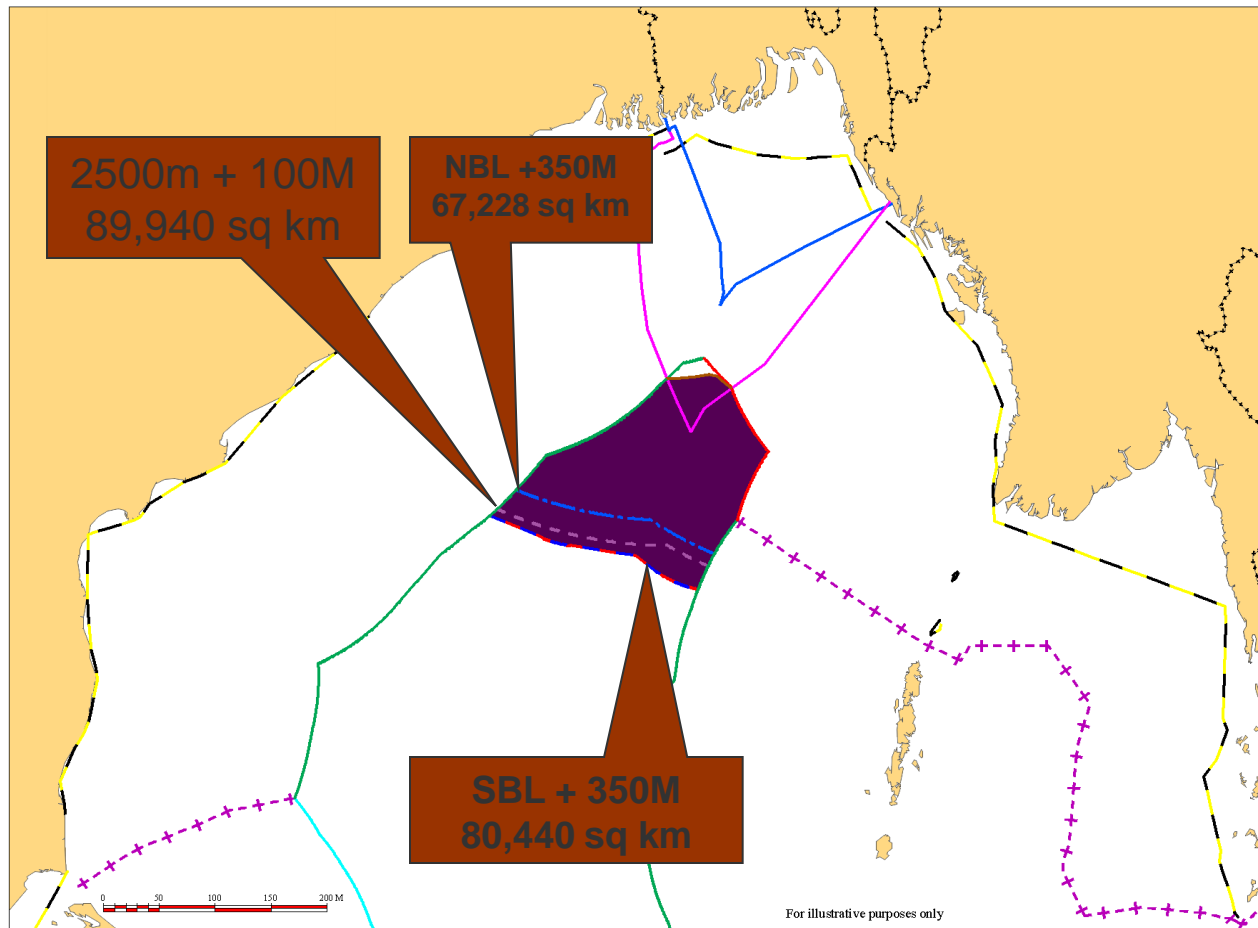 2500m + 100M
89,940 sq km
NBL +350M
67,228 sq km
SBL + 350M
80,440 sq km
0 50 100 150 200 M
For illustrative purposes only